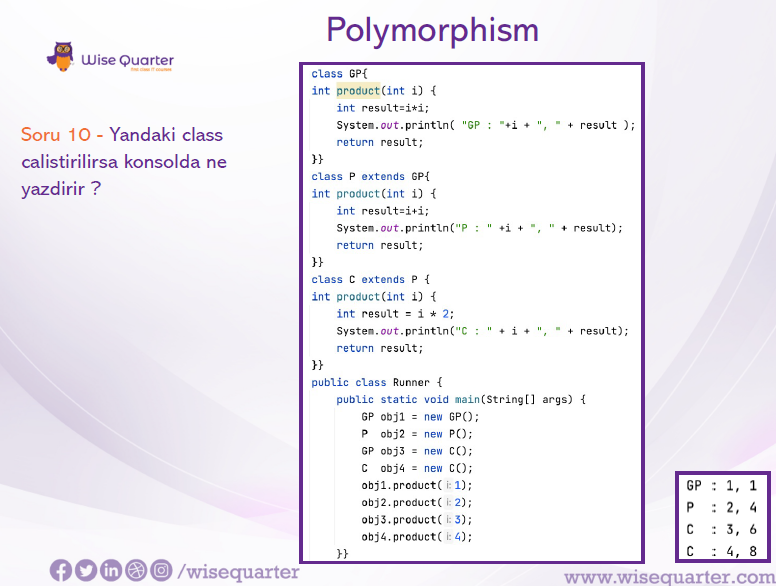 Polymorphism
Wise Quarter
first class IT courses
Soru 10 - Yandaki class
calistirilirsa konsolda ne
yazdirir ?
class GP{
int product(int i) {
int result=i*i;
System.out.println( "GP : "+i + ", " + result );
return result;
}}
class P extends GP{
int product(int i) {
int result=i+i;
System.out.println("P : " +i + ", " + result);
return result;
}}
class C extends P {
int product(int i) {
int result = i * 2;
System.out.println("C : " + i + ", " + result);
return result;
}}
public class Runner {
public static void main(String[] args) {
GP obj1 = new GP();
P  obj2 = new P();
GP obj3 = new C();
C  obj4 = new C();
obj1.product( i: 1);
obj2.product( i: 2);
obj3.product( i: 3);
obj4.product( i: 4);
}}
GP : 1, 1
P : 2, 4
C : 3, 6
C : 4, 8
/wisequarter
www.wisequarter.com